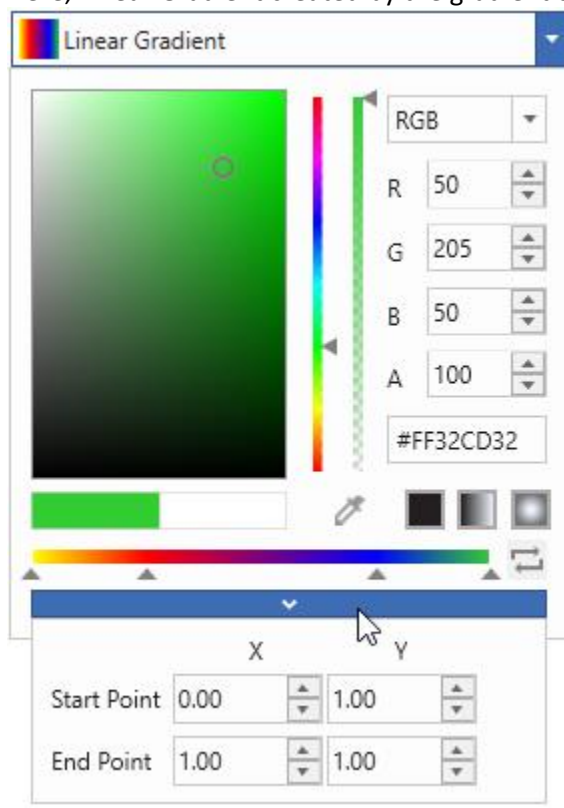 Linear Gradient
RGB
R 50
G 205
B 50
A 100
#FF32CD32
X Y
Start Point 0.00 1.00
End Point 1.00 1.00